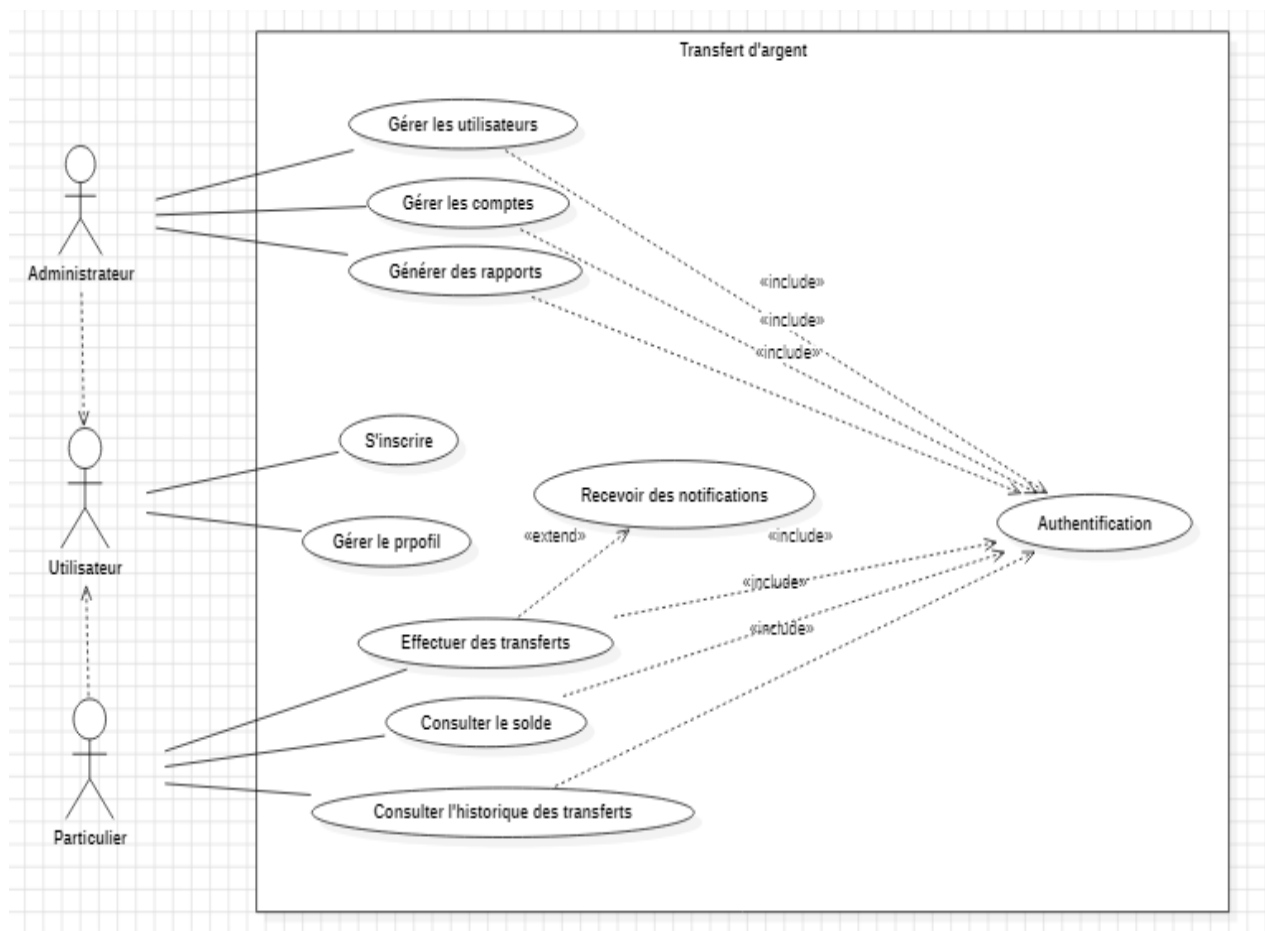 Transfert d'argent
Gérer les utilisateurs
Gérer les comptes
Administrateur
Générer des rapports
«include»
«include»
«include»
S'inscrire
Recevoir des notifications
Authentification
«extend»
«include»
Gérer le prpofil
Utilisateur
«include»
«include»
Effectuer des transferts
Consulter le solde
Consulter l'historique des transferts
Particulier